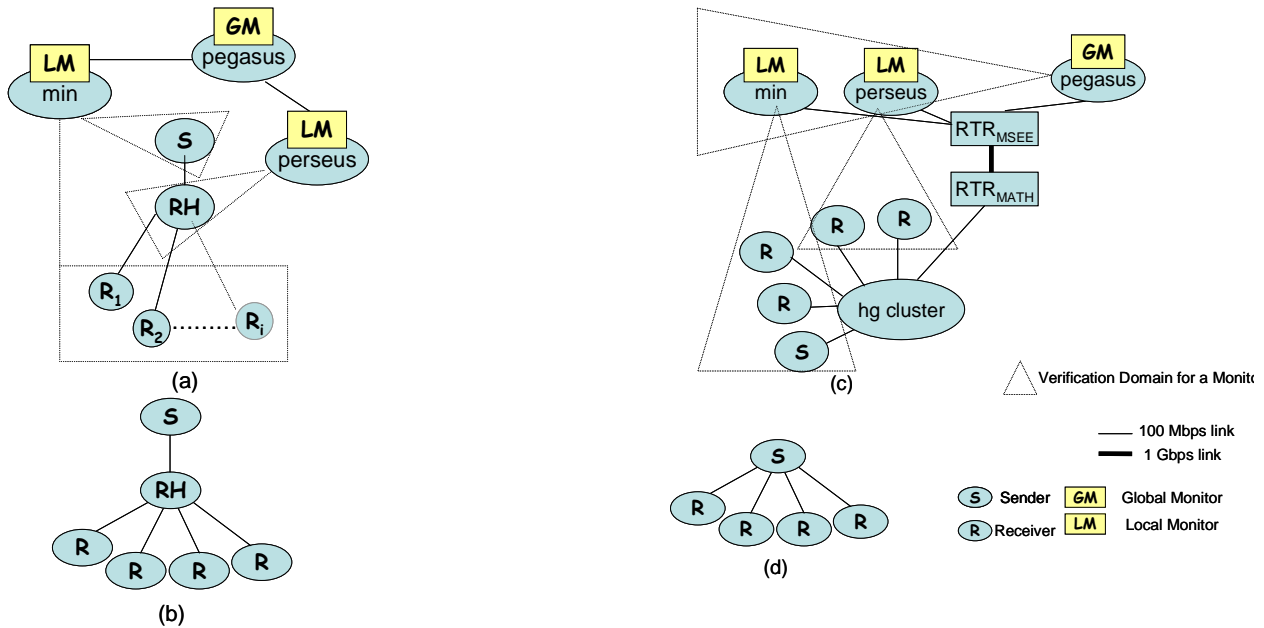 GM
pegasus
LM
min
LM
perseus
S
RH
R1
R2
Ri
(a)
S
RH
R
R
R
R
(b)
LM
min
LM
perseus
GM
pegasus
RTRMSEE
RTRMATH
R
R
R
R
S
hg cluster
(c)
Verification Domain for a Monito
100 Mbps link
1 Gbps link
S
R
R
R
R
(d)
S Sender
GM Global Monitor
R Receiver
LM Local Monitor